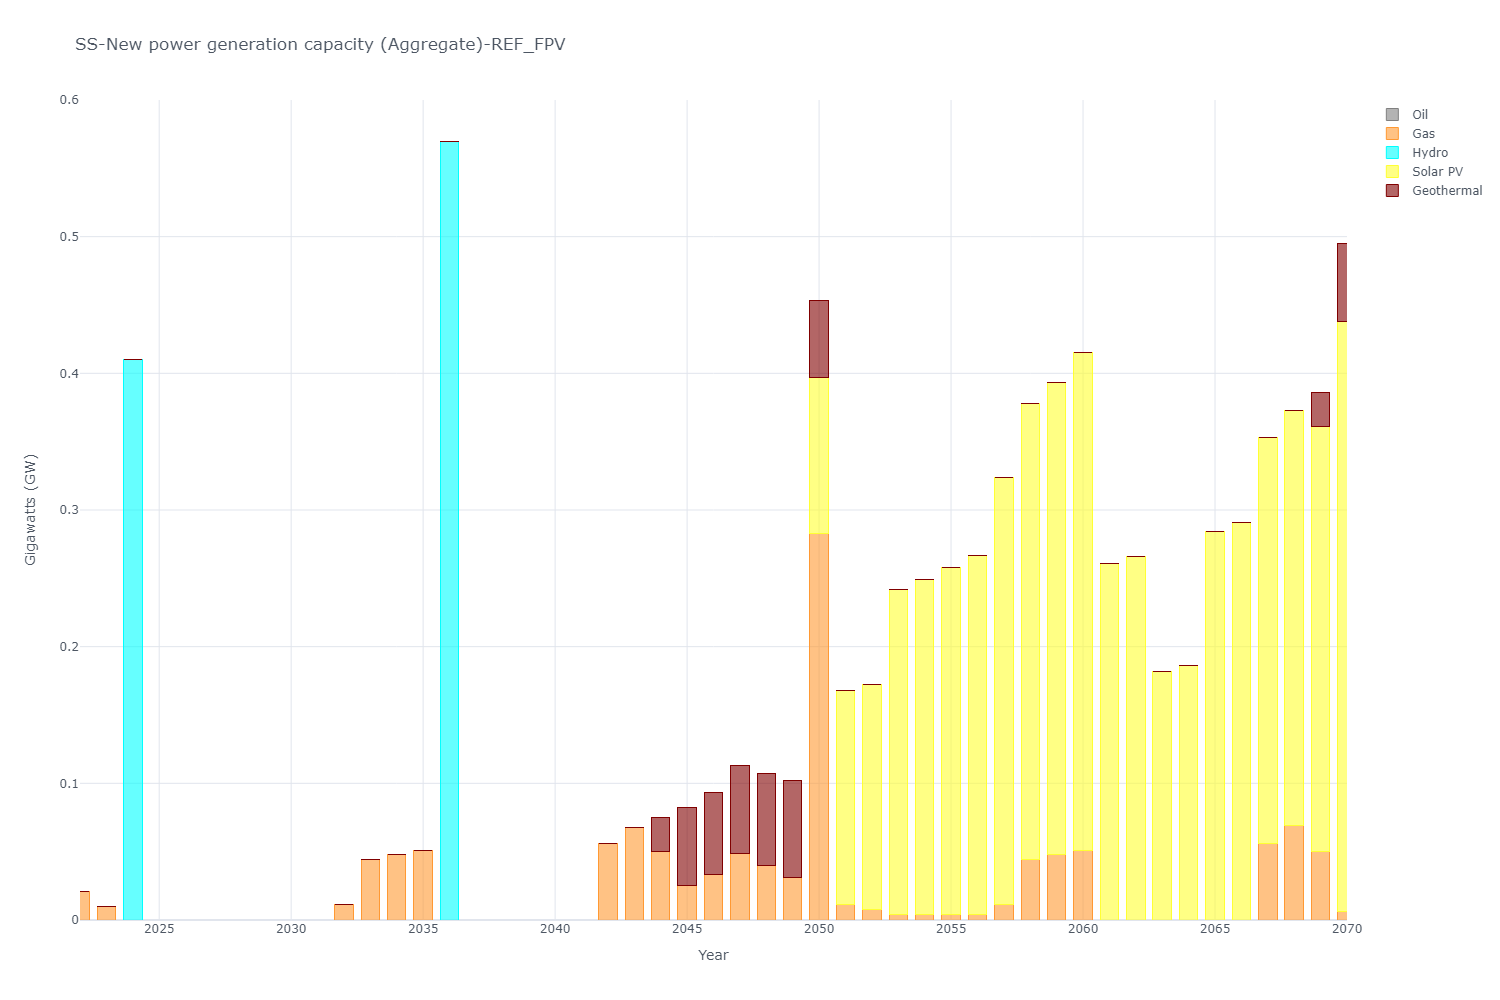 SS-New power generation capacity (Aggregate)-REF_FPV
0.6
0.5
0.4
0.3
0.2
0.1
0
Gigawatts (GW)
2025
2030
2035
2040
2045
2050
2055
2060
2065
2070
Year
Oil
Gas
Hydro
Solar PV
Geothermal